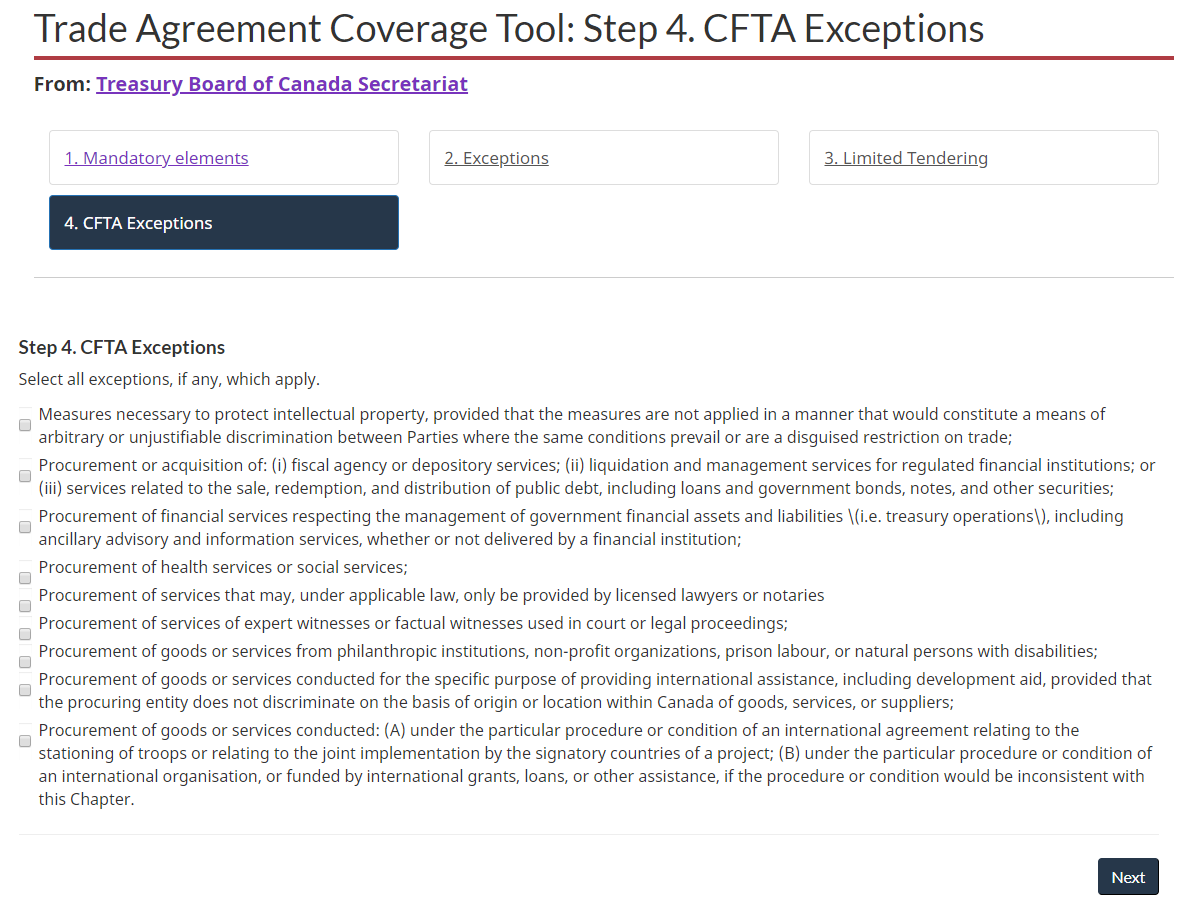 Trade Agreement Coverage Tool: Step 4. CFTA Exceptions
From: Treasury Board of Canada Secretariat
1. Mandatory elements
2. Exceptions
3. Limited Tendering
4. CFTA Exceptions
Step 4. CFTA Exceptions
Select all exceptions, if any, which apply.
Measures necessary to protect intellectual property, provided that the measures are not applied in a manner that would constitute a means of
arbitrary or unjustifiable discrimination between Parties where the same conditions prevail or are a disguised restriction on trade;
Procurement or acquisition of: (i) fiscal agency or depository services; (ii) liquidation and management services for regulated financial institutions; or
(iii) services related to the sale, redemption, and distribution of public debt, including loans and government bonds, notes, and other securities;
Procurement of financial services respecting the management of government financial assets and liabilities \(i.e. treasury operations\), including
ancillary advisory and information services, whether or not delivered by a financial institution;
Procurement of health services or social services;
Procurement of services that may, under applicable law, only be provided by licensed lawyers or notaries
Procurement of services of expert witnesses or factual witnesses used in court or legal proceedings;
Procurement of goods or services from philanthropic institutions, non-profit organizations, prison labour, or natural persons with disabilities;
Procurement of goods or services conducted for the specific purpose of providing international assistance, including development aid, provided that
the procuring entity does not discriminate on the basis of origin or location within Canada of goods, services, or suppliers;
Procurement of goods or services conducted: (A) under the particular procedure or condition of an international agreement relating to the
stationing of troops or relating to the joint implementation by the signatory countries of a project; (B) under the particular procedure or condition of
an international organisation, or funded by international grants, loans, or other assistance, if the procedure or condition would be inconsistent with
this Chapter.
Next